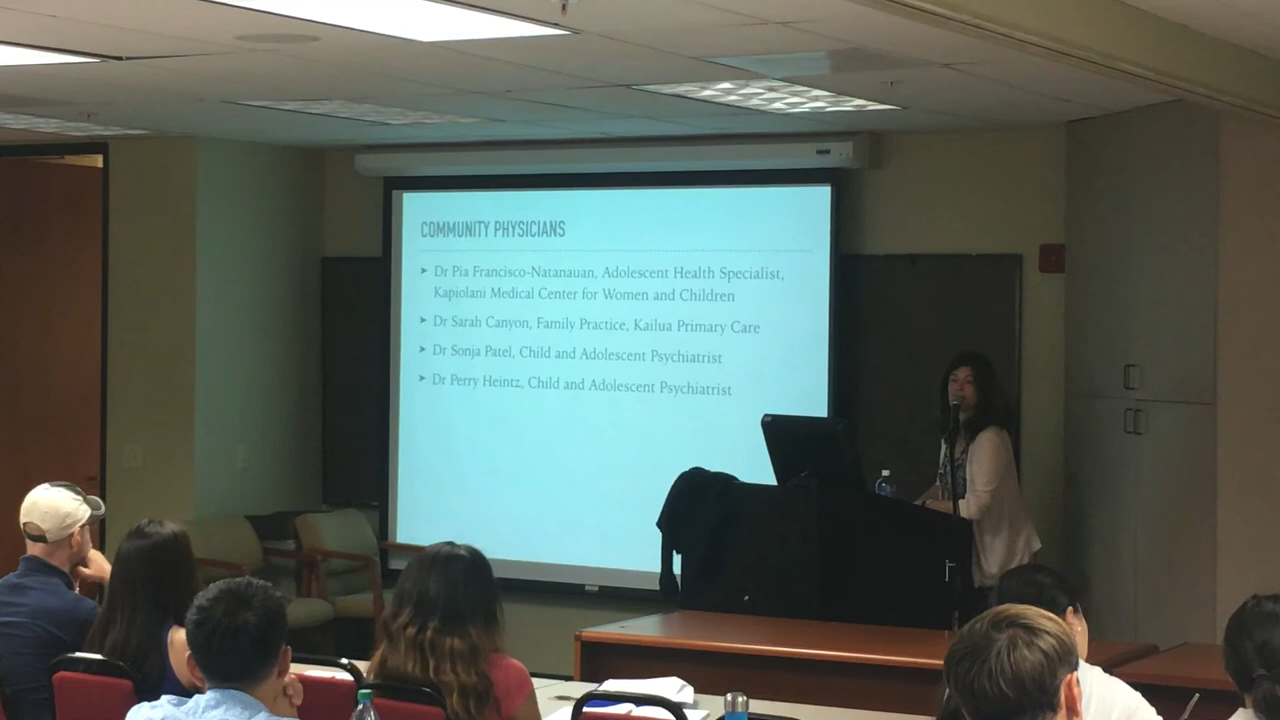 COMMUNITY PHYSICIANS
➤ Dr Pia Francisco-Natanauan, Adolescent Health Specialist,
Kapiolani Medical Center for Women and Children
➤ Dr Sarah Canyon, Family Practice, Kailua Primary Care
➤ Dr Sonja Patel, Child and Adolescent Psychiatrist
➤ Dr Perry Heintz, Child and Adolescent Psychiatrist